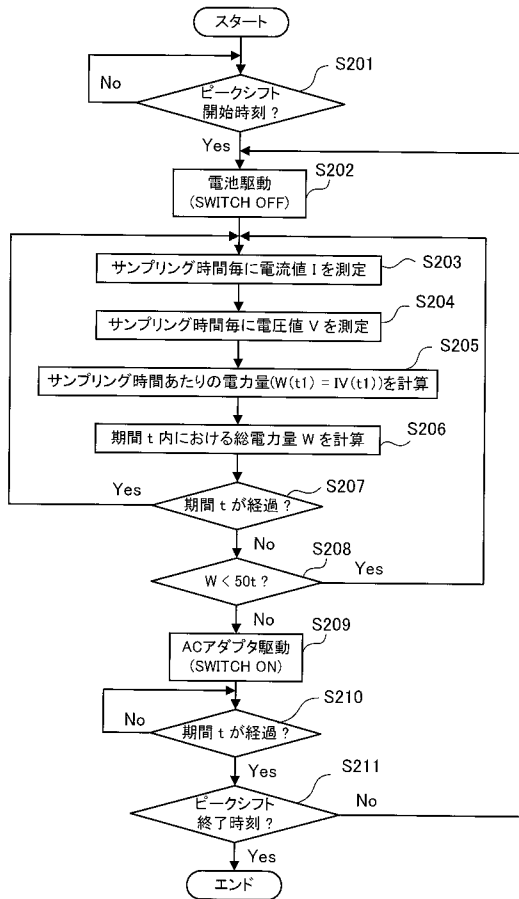 スタート
S201
No
ピークシフト
開始時刻?
Yes
S202
電池駆動
(SWITCH OFF)
S203
サンプリング時間毎に電流値 I を測定
S204
サンプリング時間毎に電圧値 V を測定
S205
サンプリング時間あたりの電力量(W(t1) = IV(t1))を計算
S206
期間 t 内における総電力量 W を計算
S207
Yes
期間 t が経過?
No
S208
W < 50t?
Yes
No
S209
ACアダプタ駆動
(SWITCH ON)
S210
No
期間 t が経過?
Yes
S211
ピークシフト
終了時刻?
No
Yes
エンド